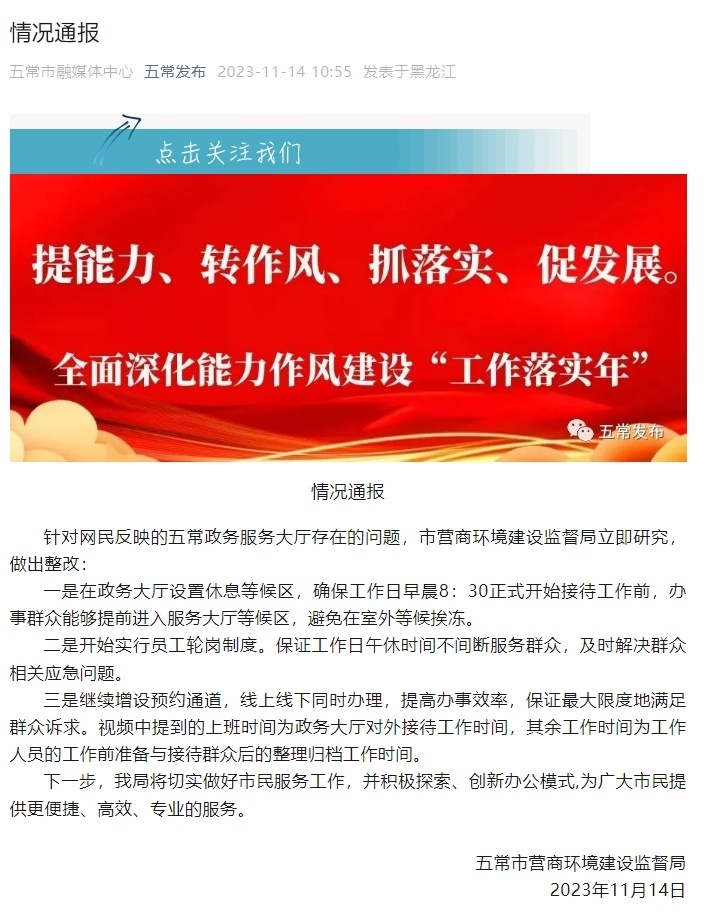 情况通报
五常市融媒体中心 五常发布 2023-11-14 10:55 发表于黑龙江
点击关注我们
提能力、转作风、抓落实、促发展。
全面深化能力作风建设“工作落实年”
五常发布
情况通报
针对网民反映的五常政务服务大厅存在的问题，市营商环境建设监督局立即研究，
做出整改：
一是在政务大厅设置休息等候区，确保工作日早晨8：30正式开始接待工作前，办
事群众能够提前进入服务大厅等候区，避免在室外等候挨冻。
二是开始实行员工轮岗制度。保证工作日午休时间不间断服务群众，及时解决群众
相关应急问题。
三是继续增设预约通道，线上线下同时办理，提高办事效率，保证最大限度地满足
群众诉求。视频中提到的上班时间为政务大厅对外接待工作时间，其余工作时间为工作
人员的工作前准备与接待群众后的整理归档工作时间。
下一步，我局将切实做好市民服务工作，并积极探索、创新办公模式,为广大市民提
供更便捷、高效、专业的服务。
五常市营商环境建设监督局
2023年11月14日